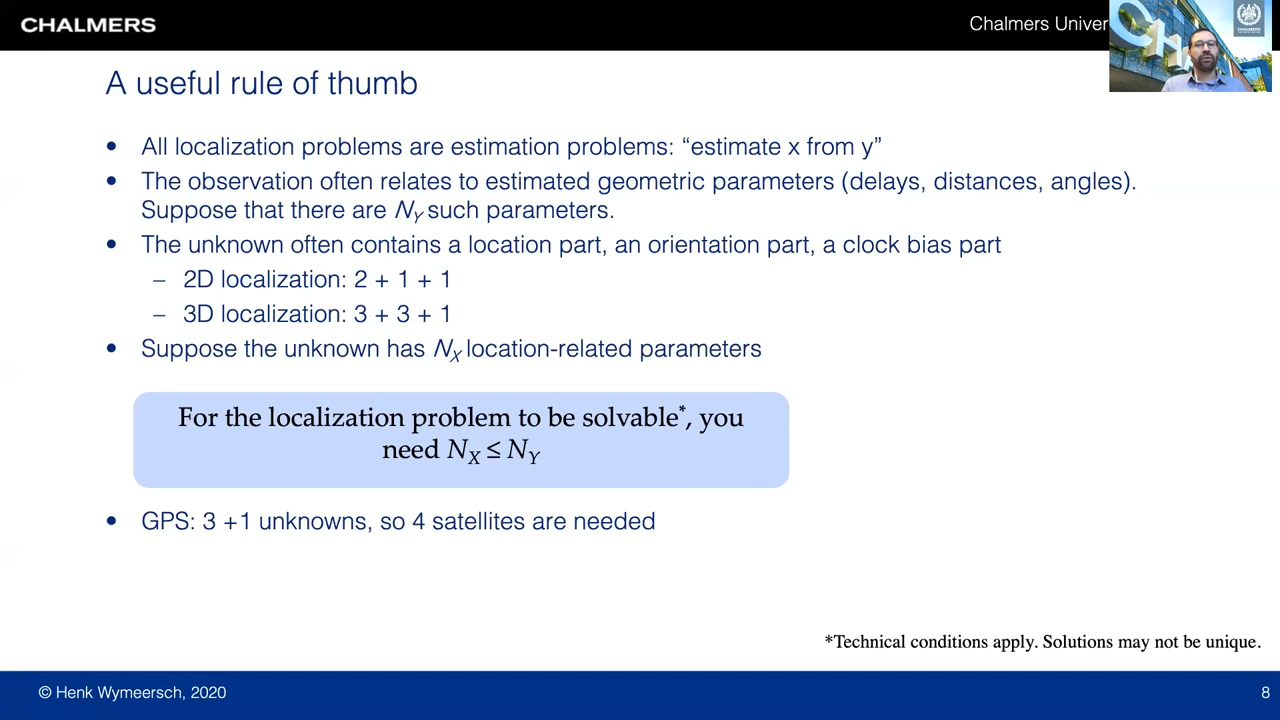 CHALMERS
Chalmers Univer
A useful rule of thumb
• All localization problems are estimation problems: “estimate x from y”
• The observation often relates to estimated geometric parameters (delays, distances, angles).
Suppose that there are NY such parameters.
• The unknown often contains a location part, an orientation part, a clock bias part
– 2D localization: 2 + 1 + 1
– 3D localization: 3 + 3 + 1
• Suppose the unknown has NX location-related parameters
For the localization problem to be solvable*, you
need NX ≤ NY
• GPS: 3 +1 unknowns, so 4 satellites are needed
*Technical conditions apply. Solutions may not be unique.
© Henk Wymeersch, 2020
8